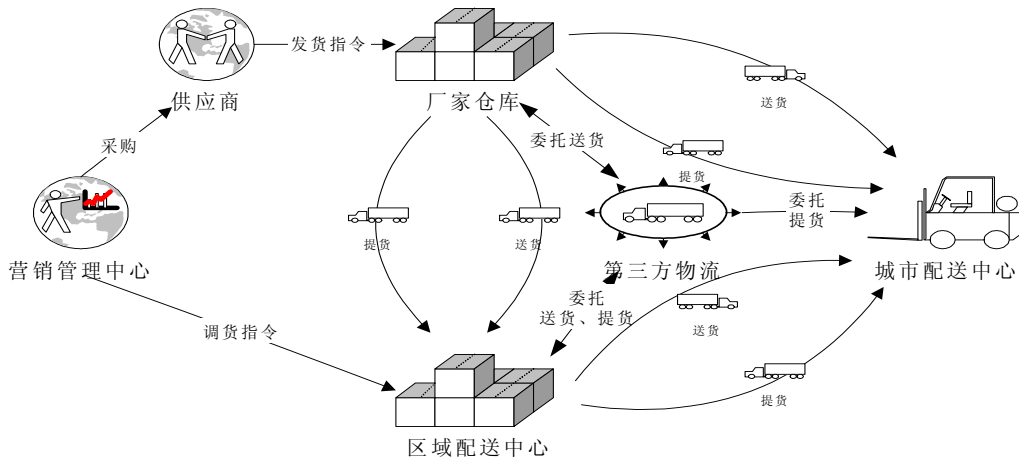 发货指令
送货
供应商
厂家仓库
采购
委托送货
提货
委托
提货
提货
送货
营销管理中心
第三方物流
城市配送中心
委托
送货、提货
送货
调货指令
提货
区域配送中心